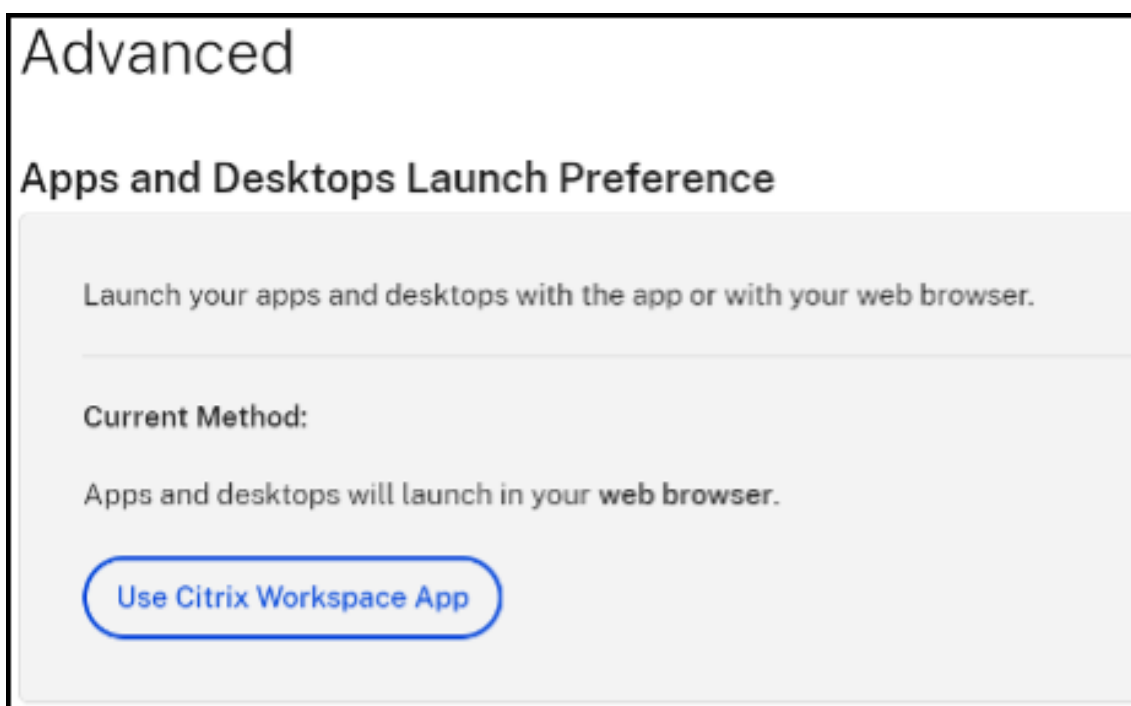 Advanced
Apps and Desktops Launch Preference
Launch your apps and desktops with the app or with your web browser.
Current Method:
Apps and desktops will launch in your web browser.
Use Citrix Workspace App